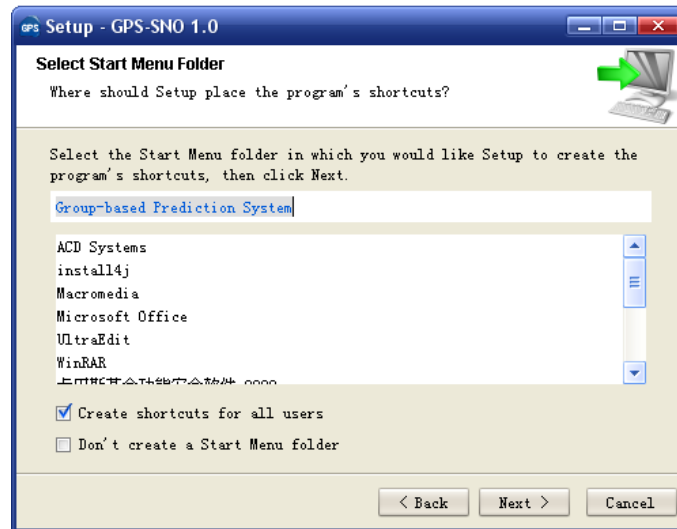 GPS Setup - GPS-SNO 1.0
Select Start Menu Folder
Where should Setup place the program's shortcuts?
Select the Start Menu folder in which you would like Setup to create the
program's shortcuts, then click Next.
Group-based Prediction System
ACD Systems
install4j
Macromedia
Microsoft Office
UltraEdit
WinRAR
Create shortcuts for all users
Don't create a Start Menu folder
< Back Next > Cancel